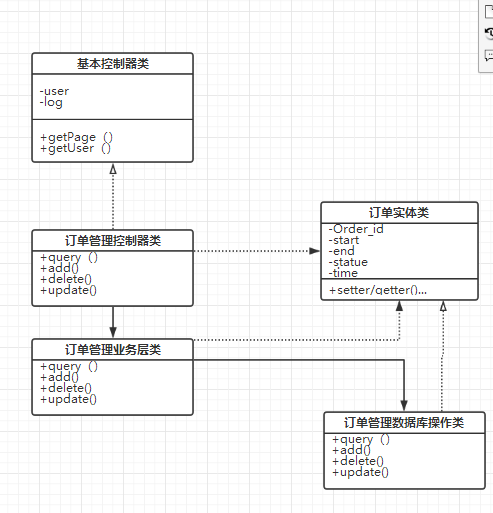 基本控制器类
-user
-log
+getPage（）
+getUser（）
订单管理控制器类
+query（）
+add()
+delete()
+update()
订单实体类
-Order_id
-start
-end
-statue
-time
+setter/getter()...
订单管理业务层类
+query（）
+add()
+delete()
+update()
订单管理数据库操作类
+query（）
+add()
+delete()
+update()